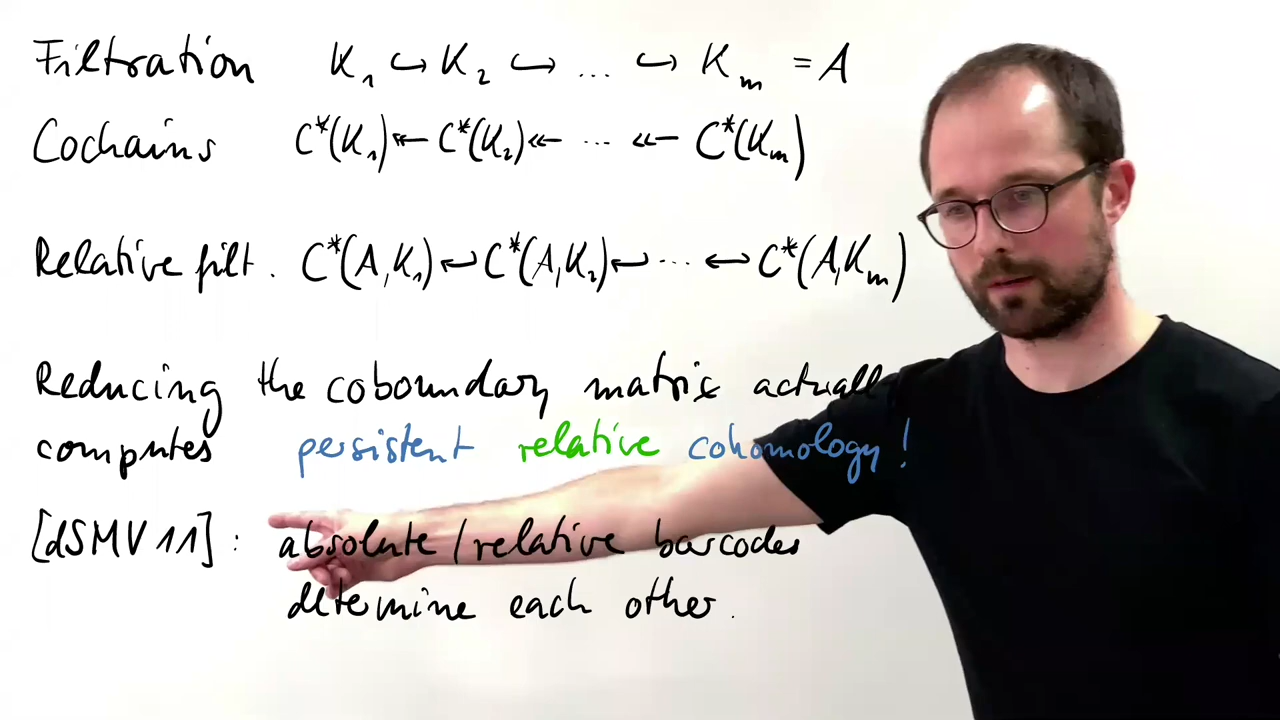 Filtration K₁ ↪ K₂ ↪ ... ↪ Kₘ = A
Cochains C*(K₁) ↞ C*(K₂) ↞ ... ↞ C*(Kₘ)
Relative filt. C*(A,K₁) ↩ C*(A,K₂) ↩ ... ↩ C*(A,Kₘ)
Reducing the coboundary matrix actuall
computes persistent relative cohomology!
[dSMV11]: absolute/relative barcodes
determine each other.